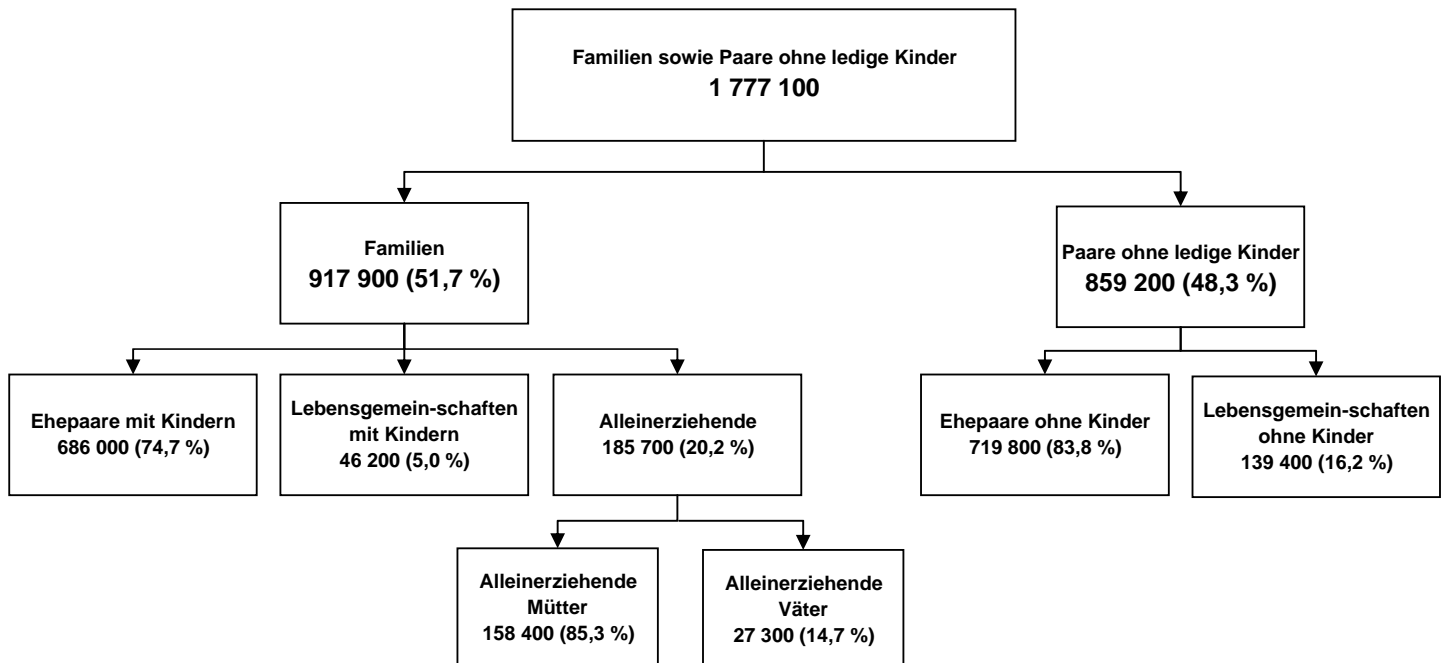 Familien sowie Paare ohne ledige Kinder
1 777 100
Familien
917 900 (51,7 %)
Paare ohne ledige Kinder
859 200 (48,3 %)
Ehepaare mit Kindern
686 000 (74,7 %)
Lebensgemein-schaften
mit Kindern
46 200 (5,0 %)
Alleinerziehende
185 700 (20,2 %)
Ehepaare ohne Kinder
719 800 (83,8 %)
Lebensgemein-schaften
ohne Kinder
139 400 (16,2 %)
Alleinerziehende
Mütter
158 400 (85,3 %)
Alleinerziehende
Väter
27 300 (14,7 %)